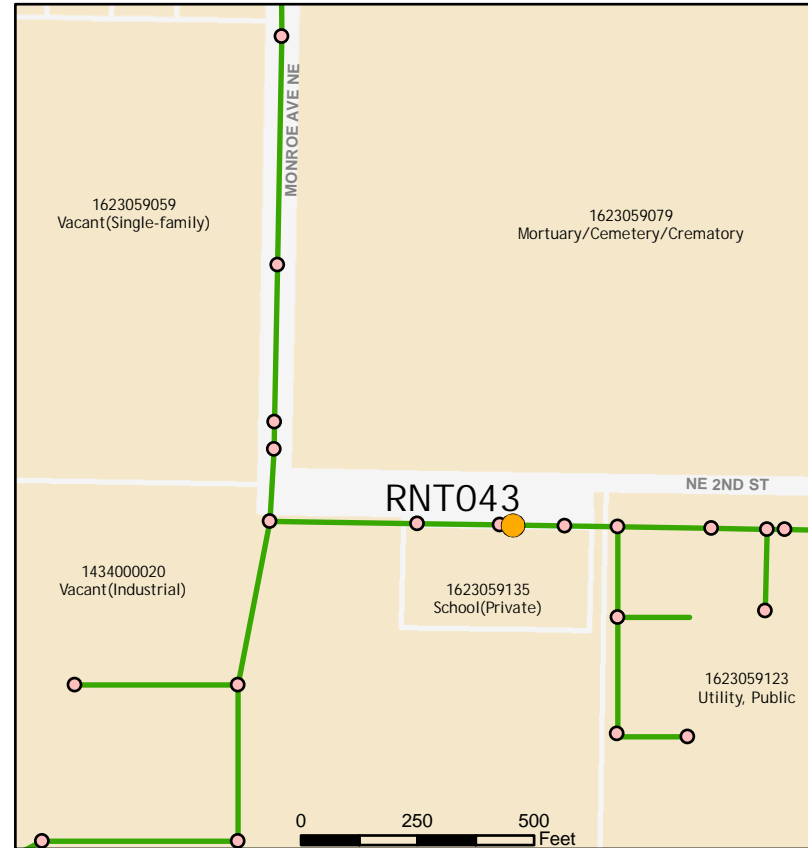 MONROE AVE NE
1623059059
Vacant(Single-family)
1623059079
Mortuary/Cemetery/Crematory
NE 2ND ST
RNT043
1434000020
Vacant(Industrial)
1623059135
School(Private)
1623059123
Utility, Public
0 250 500
Feet